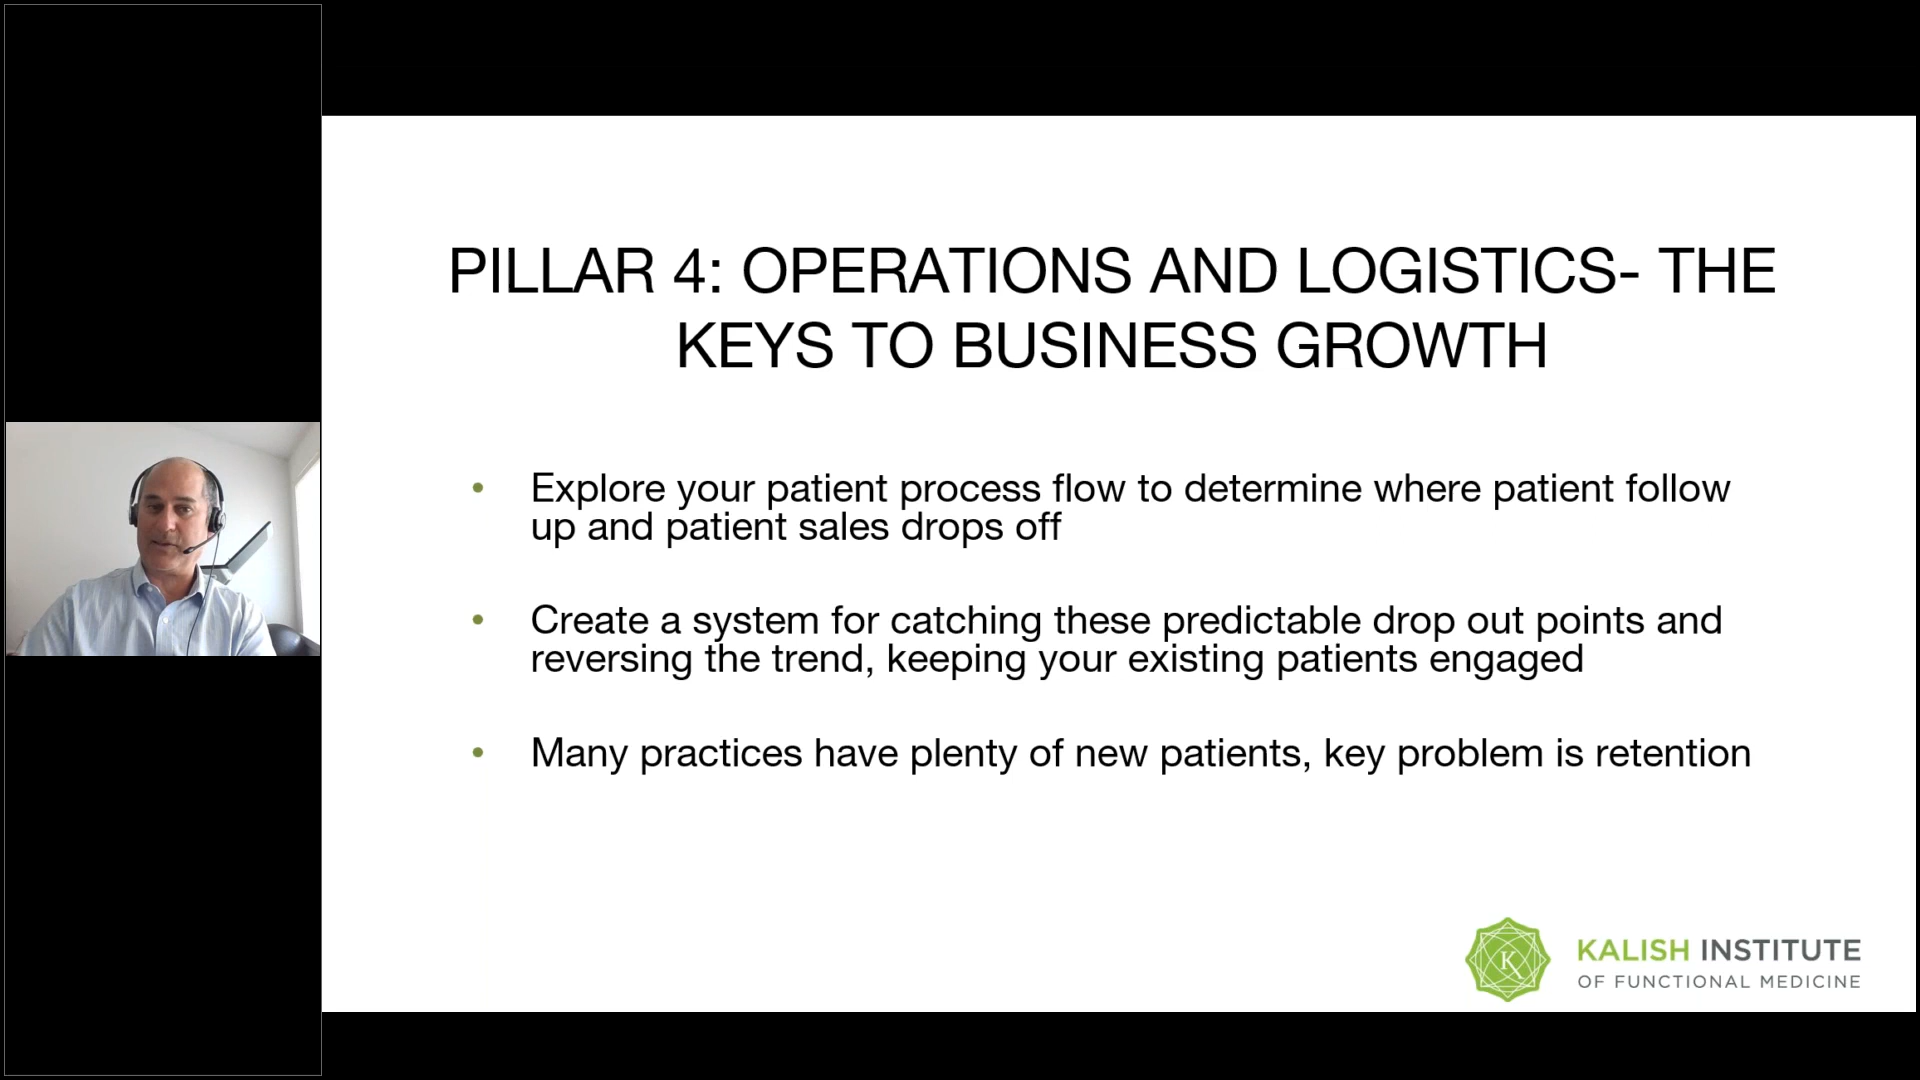 PILLAR 4: OPERATIONS AND LOGISTICS- THE
KEYS TO BUSINESS GROWTH
• Explore your patient process flow to determine where patient follow
up and patient sales drops off
• Create a system for catching these predictable drop out points and
reversing the trend, keeping your existing patients engaged
• Many practices have plenty of new patients, key problem is retention
K
KALISH INSTITUTE
OF FUNCTIONAL MEDICINE